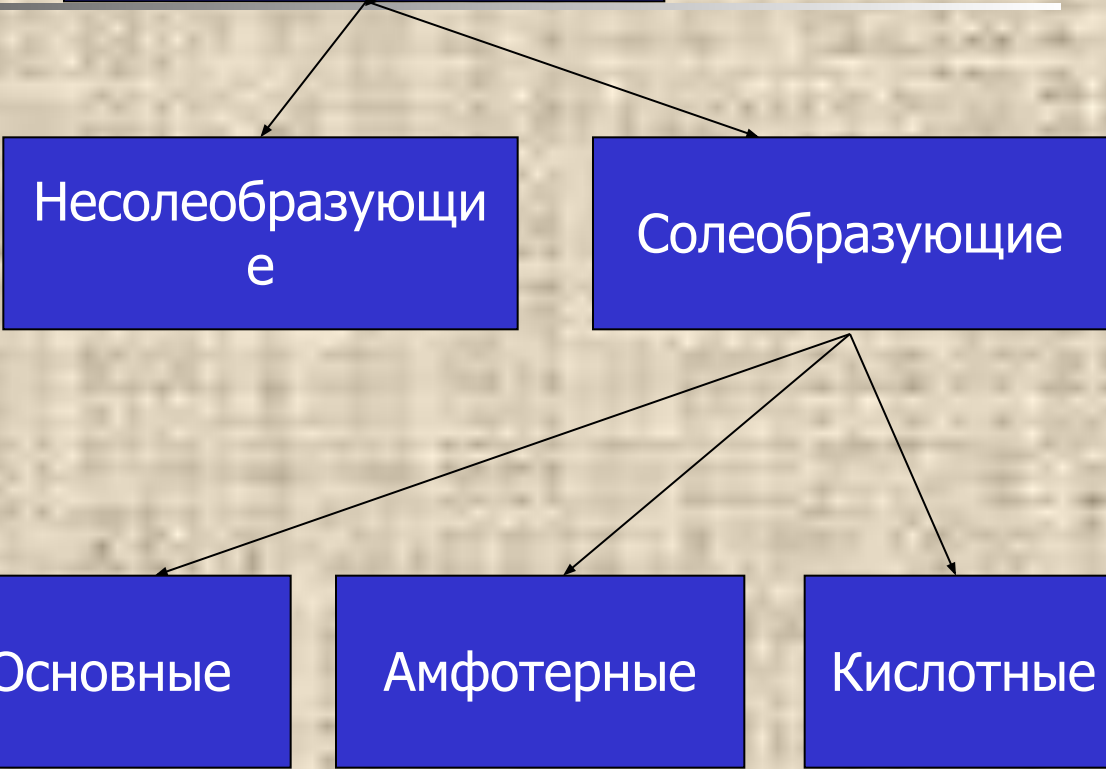 Несолеобразующи
е
Солеобразующие
Основные
Амфотерные
Кислотные